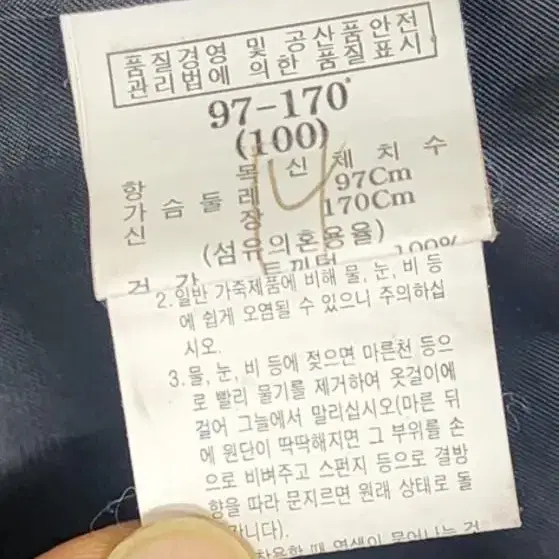 품질경영 및 공산품안전
관리법에 의한 품질표시
97-170
(100)
항 목 신 체 치 수
가 슴 둘 레 97Cm
신 장 170Cm
(섬유의혼용율)
겉 감 100%
2. 일반 가죽제품에 비해 물, 눈, 비 등
에 쉽게 오염될 수 있으니 주의하십
시오.
3. 물, 눈, 비 등에 젖으면 마른천 등으
로 빨리 물기를 제거하여 옷걸이에
걸어 그늘에서 말리십시오(마른 뒤
에 원단이 딱딱해지면 그 부위를 손
으로 비벼주고 스펀지 등으로 결방
향을 따라 문지르면 원래 상태로 돌